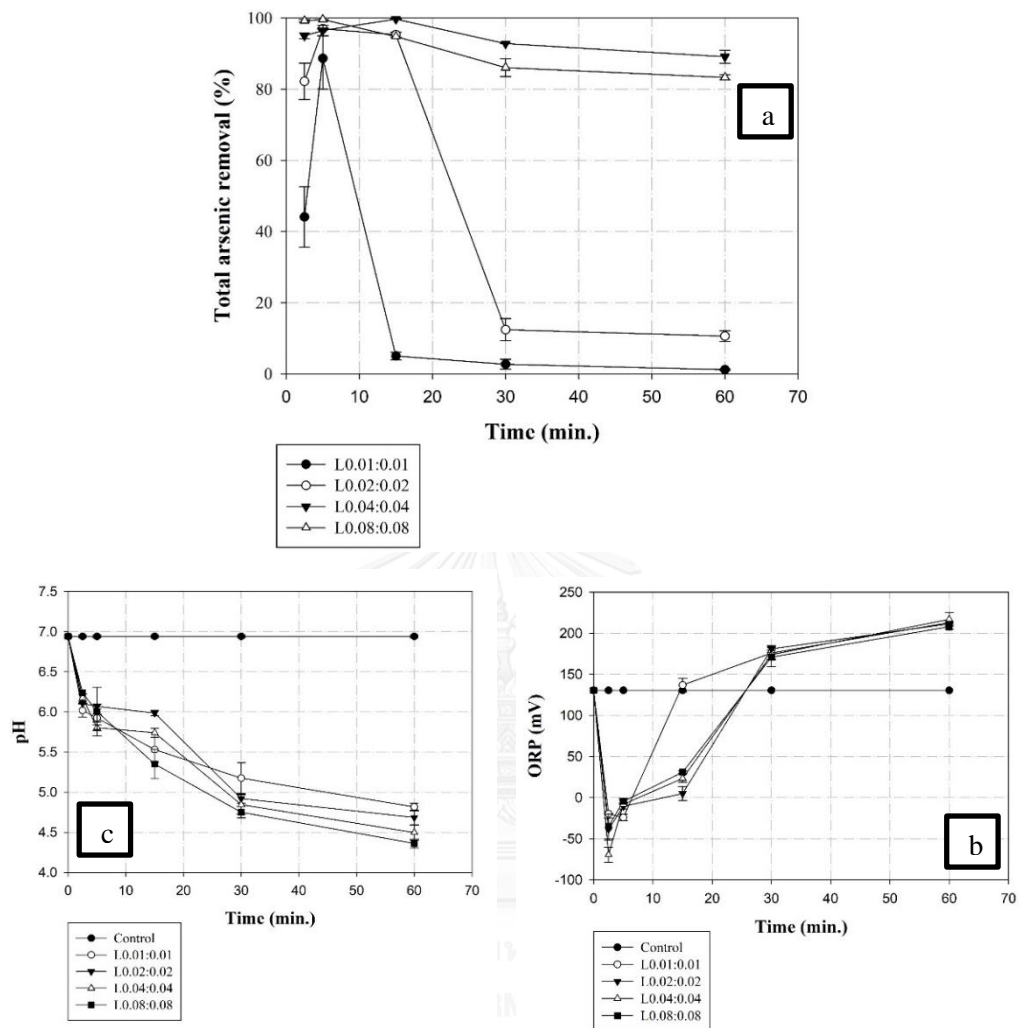 100
80
60
40
20
0
Total arsenic removal (%)
a
0 10 20 30 40 50 60 70
Time (min.)
L0.01:0.01
L0.02:0.02
L0.04:0.04
L0.08:0.08
7.5
7.0
6.5
6.0
5.5
5.0
4.5
4.0
pH
c
0 10 20 30 40 50 60 70
Time (min.)
Control
L0.01:0.01
L0.02:0.02
L0.04:0.04
L0.08:0.08
250
200
150
100
50
0
-50
-100
ORP (mV)
b
0 10 20 30 40 50 60 70
Time (min.)
Control
L0.01:0.01
L0.02:0.02
L0.04:0.04
L0.08:0.08